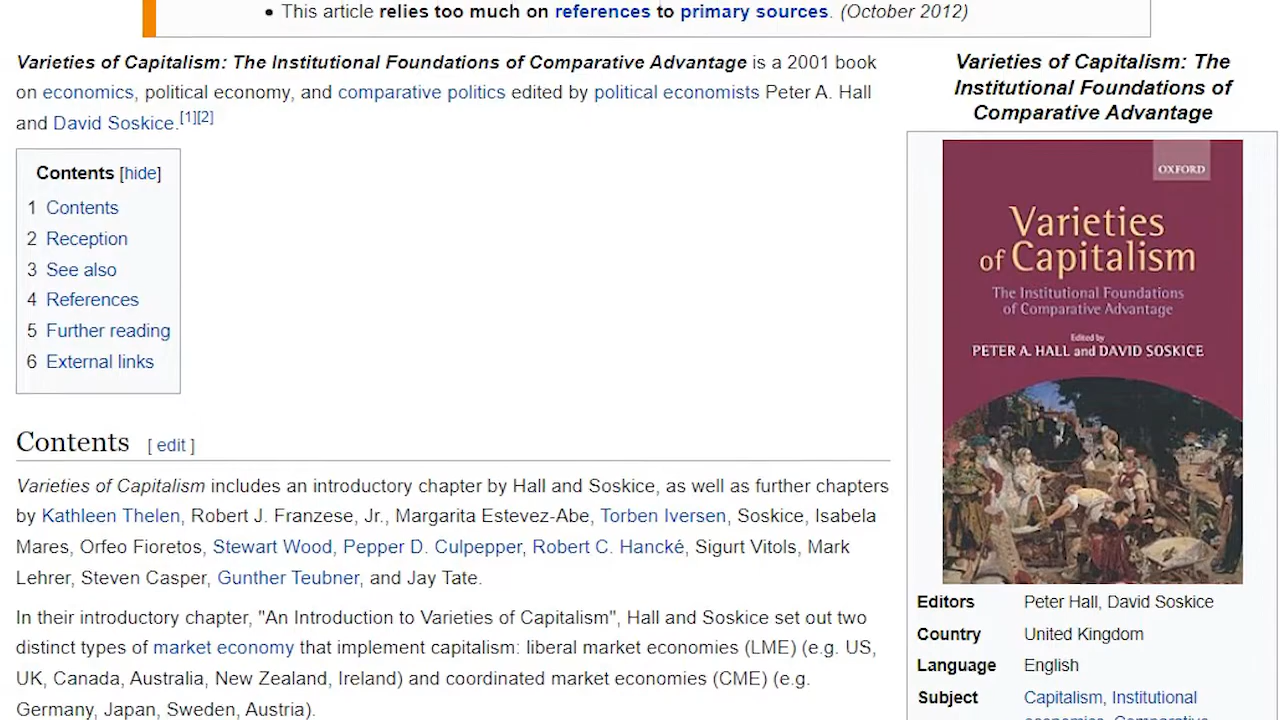 • This article relies too much on references to primary sources. (October 2012)
Varieties of Capitalism: The Institutional Foundations of Comparative Advantage is a 2001 book
on economics, political economy, and comparative politics edited by political economists Peter A. Hall
and David Soskice.[1][2]
Contents [hide]
1 Contents
2 Reception
3 See also
4 References
5 Further reading
6 External links
Contents [ edit ]
Varieties of Capitalism includes an introductory chapter by Hall and Soskice, as well as further chapters
by Kathleen Thelen, Robert J. Franzese, Jr., Margarita Estevez-Abe, Torben Iversen, Soskice, Isabela
Mares, Orfeo Fioretos, Stewart Wood, Pepper D. Culpepper, Robert C. Hancké, Sigurt Vitols, Mark
Lehrer, Steven Casper, Gunther Teubner, and Jay Tate.
In their introductory chapter, "An Introduction to Varieties of Capitalism", Hall and Soskice set out two
distinct types of market economy that implement capitalism: liberal market economies (LME) (e.g. US,
UK, Canada, Australia, New Zealand, Ireland) and coordinated market economies (CME) (e.g.
Germany, Japan, Sweden, Austria).
Varieties of Capitalism: The
Institutional Foundations of
Comparative Advantage
OXFORD
Varieties
of Capitalism
The Institutional Foundations
of Comparative Advantage
Edited by
PETER A. HALL and DAVID SOSKICE
Editors Peter Hall, David Soskice
Country United Kingdom
Language English
Subject Capitalism, Institutional
economics, Comparative